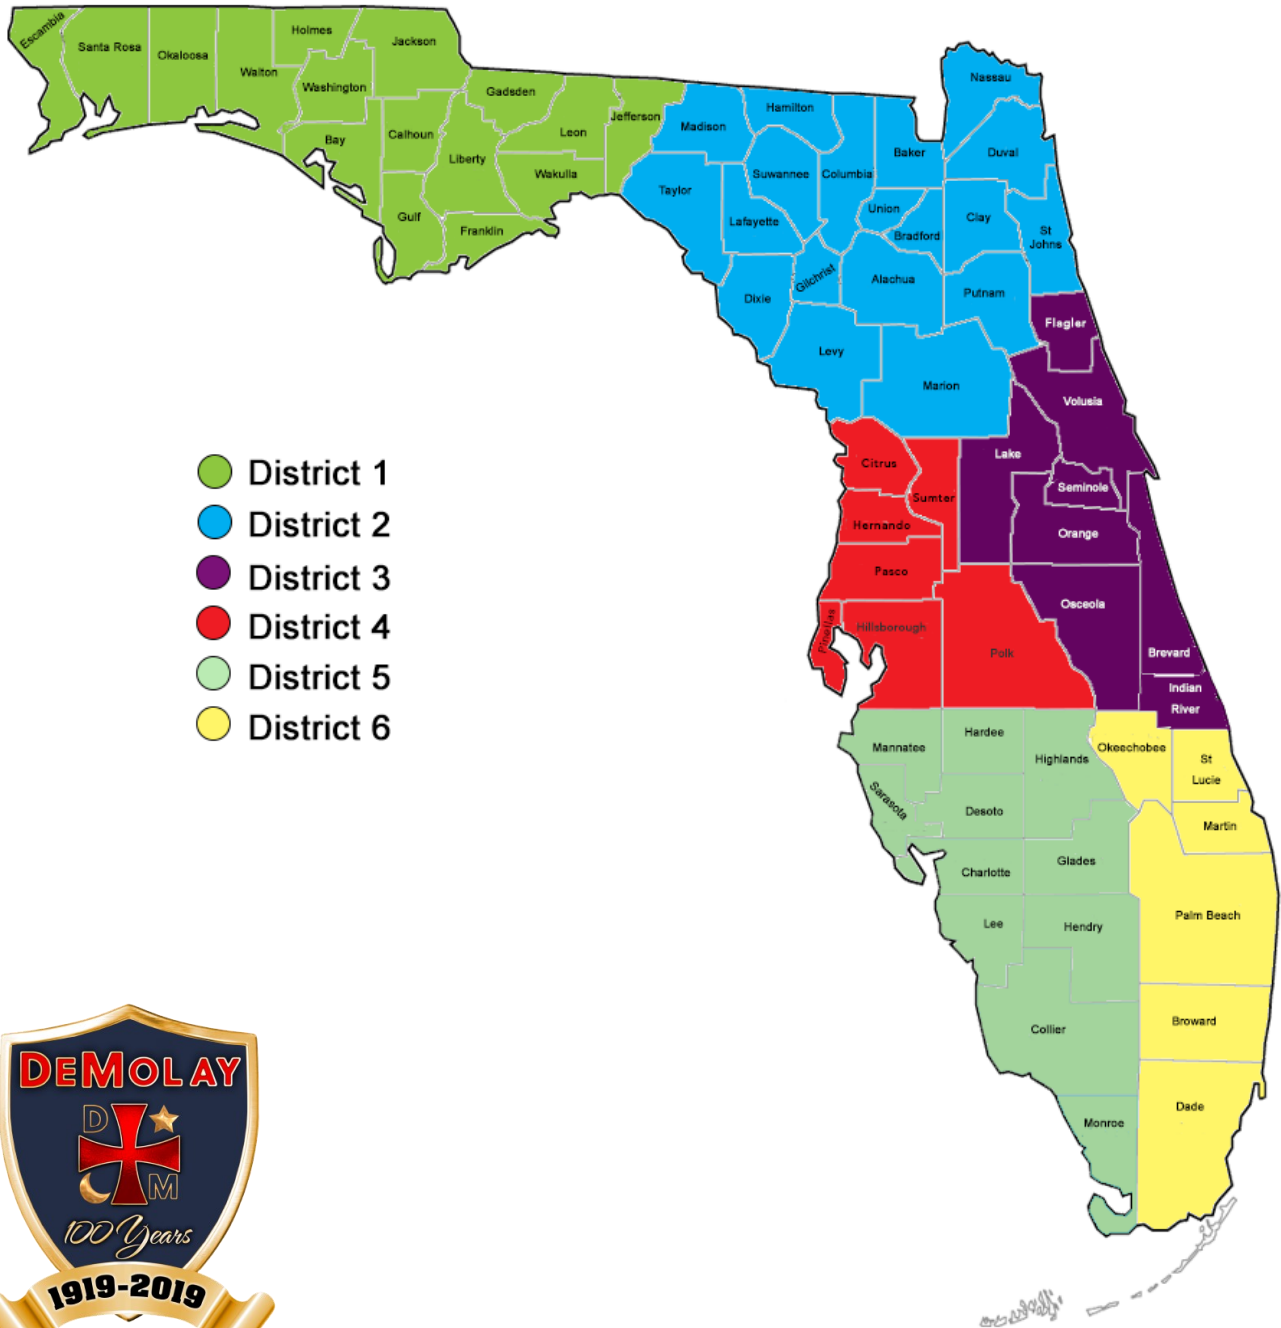 Escambia
Santa Rosa
Okaloosa
Walton
Holmes
Washington
Jackson
Bay
Calhoun
Gulf
Liberty
Gadsden
Franklin
Leon
Wakulla
Jefferson
Madison
Taylor
Hamilton
Suwannee
Lafayette
Columbia
Dixie
Gilchrist
Baker
Union
Bradford
Alachua
Levy
Nassau
Duval
Clay
St
Johns
Putnam
Marion
Flagler
Volusia
Lake
Seminole
Orange
Osceola
Brevard
Indian
River
Citrus
Sumter
Hernando
Pasco
Pinellas
Hillsborough
Polk
District 1
District 2
District 3
District 4
District 5
District 6
Mannatee
Hardee
Highlands
Sarasota
Desoto
Charlotte
Glades
Lee
Hendry
Collier
Monroe
Okeechobee
St
Lucie
Martin
Palm Beach
Broward
Dade
DEMOLAY
D
M
100 Years
1919-2019